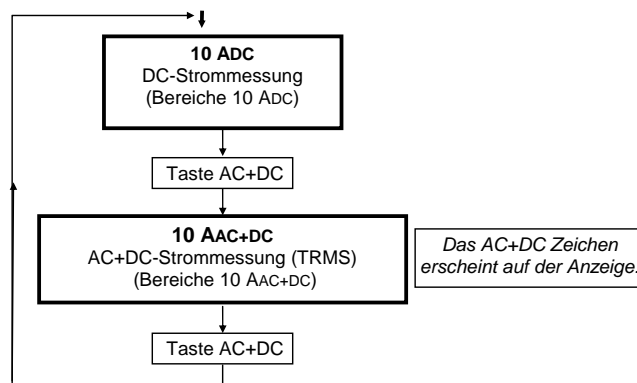 10 ADC
DC-Strommessung
(Bereiche 10 ADC)
Taste AC+DC
10 AAC+DC
AC+DC-Strommessung (TRMS)
(Bereiche 10 AAC+DC)
Das AC+DC Zeichen
erscheint auf der Anzeige.
Taste AC+DC